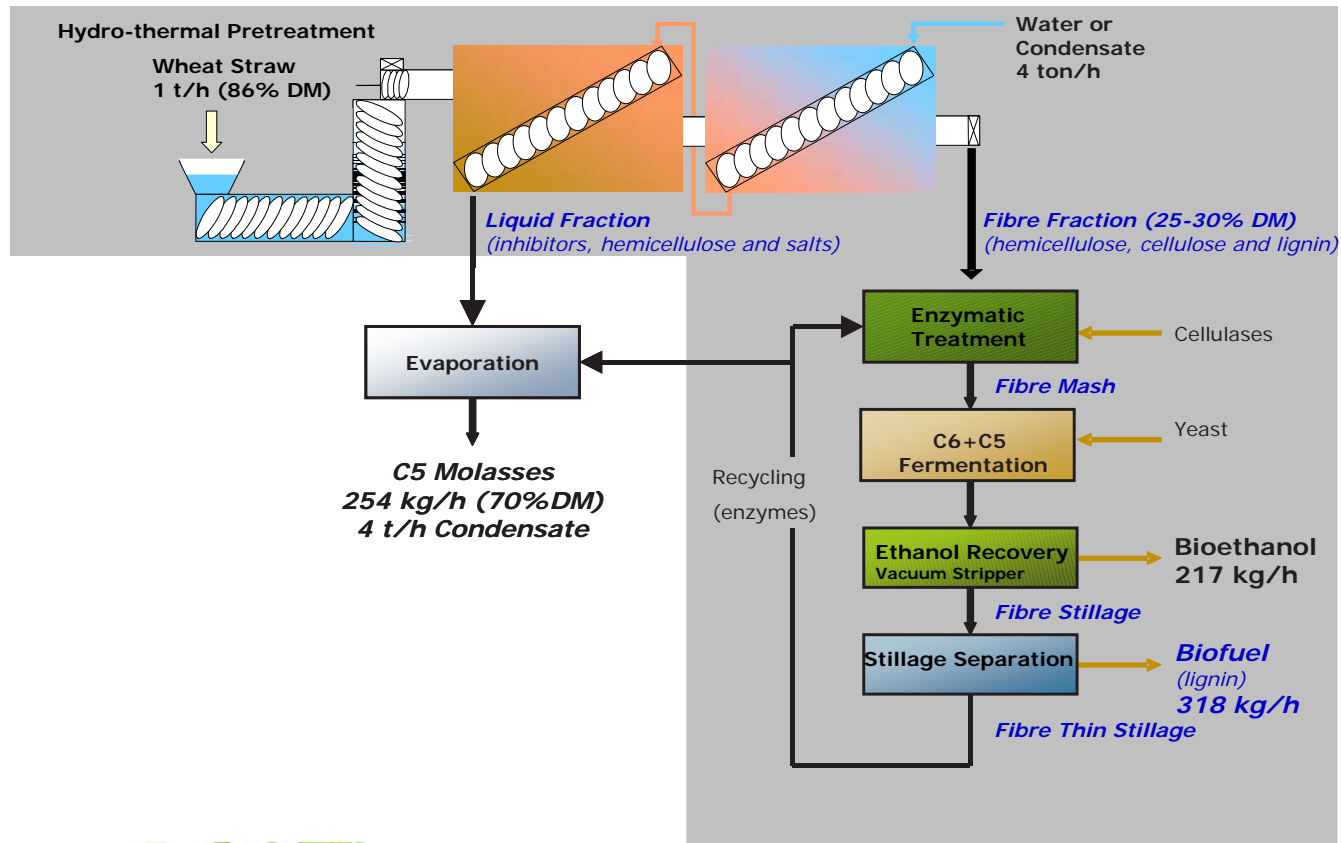 Hydro-thermal Pretreatment
Wheat Straw
1 t/h (86% DM)
Water or
Condensate
4 ton/h
Liquid Fraction
(inhibitors, hemicellulose and salts)
Fibre Fraction (25-30% DM)
(hemicellulose, cellulose and lignin)
Enzymatic
Treatment
Cellulases
Evaporation
Fibre Mash
C6+C5
Fermentation
Yeast
C5 Molasses
254 kg/h (70%DM)
4 t/h Condensate
Recycling
(enzymes)
Ethanol Recovery
Vacuum Stripper
Bioethanol
217 kg/h
Fibre Stillage
Stillage Separation
Biofuel
(lignin)
318 kg/h
Fibre Thin Stillage